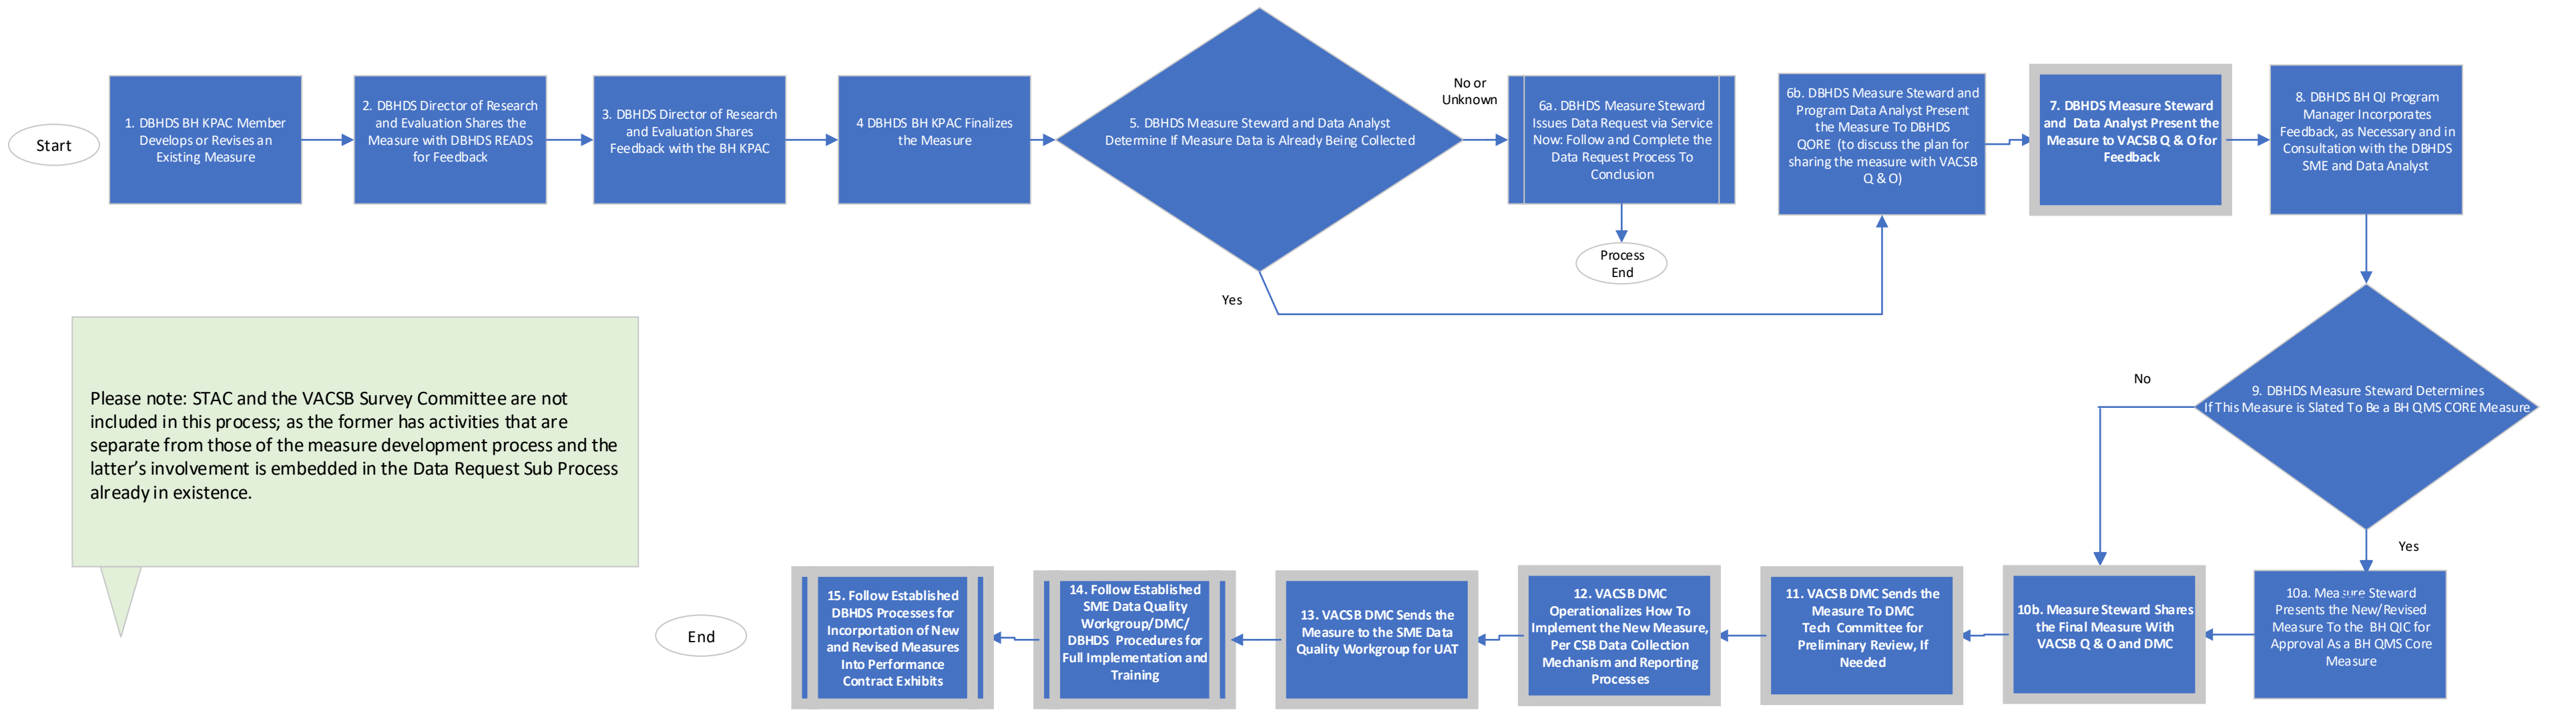 Start
1. DBHDS BH KPAC Member
Develops or Revises an
Existing Measure
2. DBHDS Director of Research
and Evaluation Shares the
Measure with DBHDS READS
for Feedback
3. DBHDS Director of Research
and Evaluation Shares
Feedback with the BH KPAC
4 DBHDS BH KPAC Finalizes
the Measure
5. DBHDS Measure Steward and Data Analyst
Determine If Measure Data is Already Being Collected
No or
Unknown
6a. DBHDS Measure Steward
Issues Data Request via Service
Now: Follow and Complete the
Data Request Process To
Conclusion
Process
End
Yes
6b. DBHDS Measure Steward and
Program Data Analyst Present
the Measure To DBHDS
QORE (to discuss the plan for
sharing the measure with VACSB
Q & O)
7. DBHDS Measure Steward
and Data Analyst Present the
Measure to VACSB Q & O for
Feedback
8. DBHDS BH QI Program
Manager Incorporates
Feedback, as Necessary and in
Consultation with the DBHDS
SME and Data Analyst
9. DBHDS Measure Steward Determines
If This Measure is Slated To Be a BH QMS CORE Measure
No
Yes
10a. Measure Steward
Presents the New/Revised
Measure To the BH QIC for
Approval As a BH QMS Core
Measure
10b. Measure Steward Shares
the Final Measure With
VACSB Q & O and DMC
11. VACSB DMC Sends the
Measure To DMC
Tech Committee for
Preliminary Review, If
Needed
12. VACSB DMC
Operationalizes How To
Implement the New Measure,
Per CSB Data Collection
Mechanism and Reporting
Processes
13. VACSB DMC Sends the
Measure to the SME Data
Quality Workgroup for UAT
14. Follow Established
SME Data Quality
Workgroup/DMC/
DBHDS Procedures for
Full Implementation and
Training
15. Follow Established
DBHDS Processes for
Incorportation of New
and Revised Measures
Into Performance
Contract Exhibits
End
Please note: STAC and the VACSB Survey Committee are not
included in this process; as the former has activities that are
separate from those of the measure development process and the
latter's involvement is embedded in the Data Request Sub Process
already in existence.